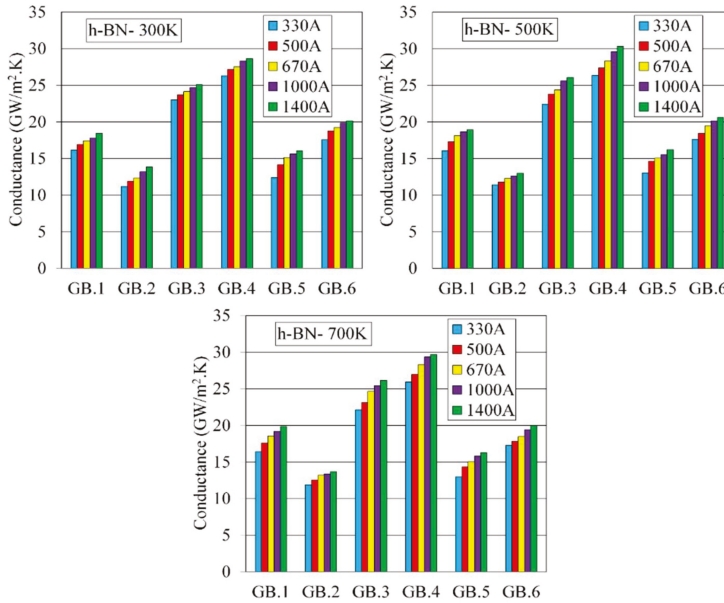 h-BN- 300K
330A
500A
670A
1000A
1400A
Conductance (GW/m².K)
35
30
25
20
15
10
5
0
GB.1 GB.2 GB.3 GB.4 GB.5 GB.6
h-BN- 500K
330A
500A
670A
1000A
1400A
Conductance (GW/m².K)
35
30
25
20
15
10
5
0
GB.1 GB.2 GB.3 GB.4 GB.5 GB.6
h-BN- 700K
330A
500A
670A
1000A
1400A
Conductance (GW/m².K)
35
30
25
20
15
10
5
0
GB.1 GB.2 GB.3 GB.4 GB.5 GB.6